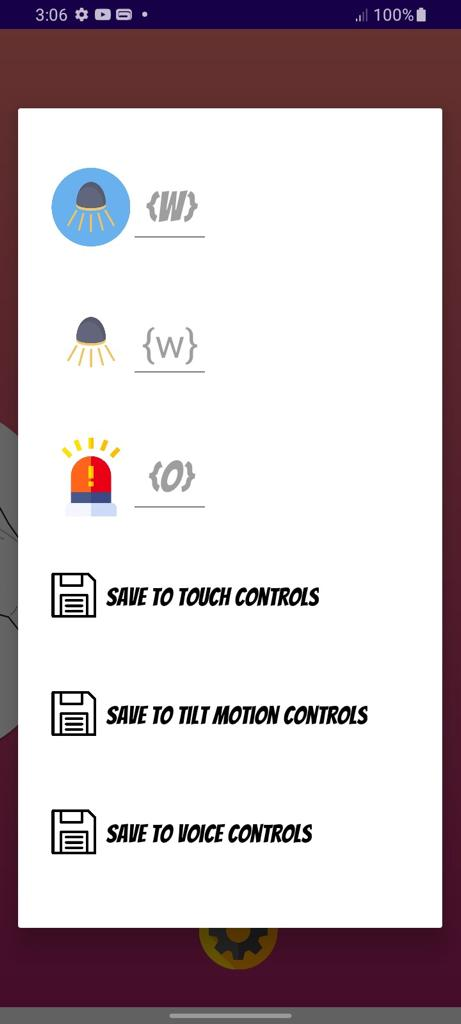 3:06 100%
{W}
{w}
{O}
SAVE TO TOUCH CONTROLS
SAVE TO TILT MOTION CONTROLS
SAVE TO VOICE CONTROLS